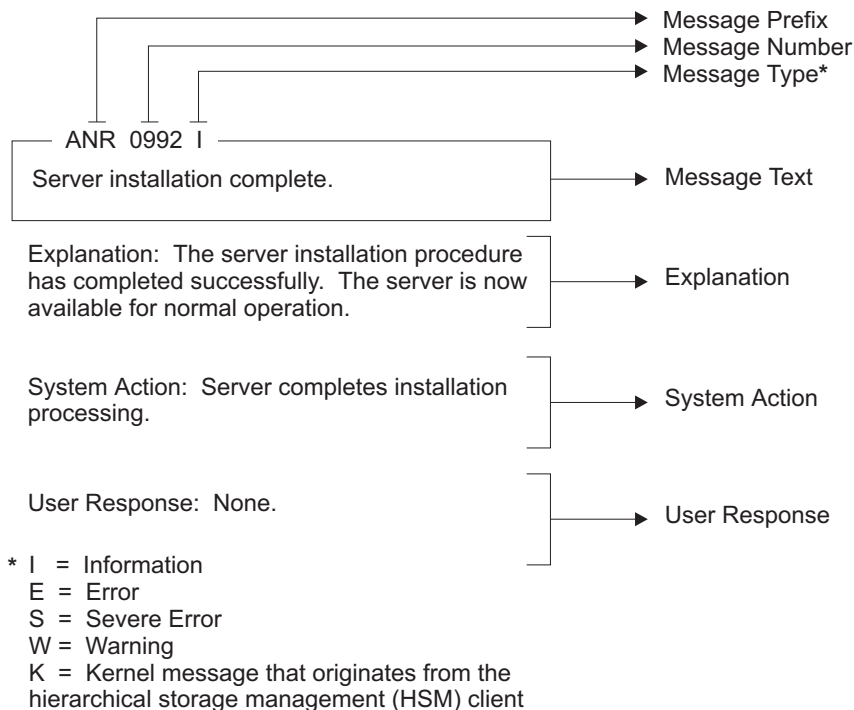 Message Prefix
Message Number
Message Type*
ANR 0992 I
Server installation complete.
Message Text
Explanation: The server installation procedure
has completed successfully. The server is now
available for normal operation.
Explanation
System Action: Server completes installation
processing.
System Action
User Response: None.
User Response
* I = Information
E = Error
S = Severe Error
W = Warning
K = Kernel message that originates from the
hierarchical storage management (HSM) client